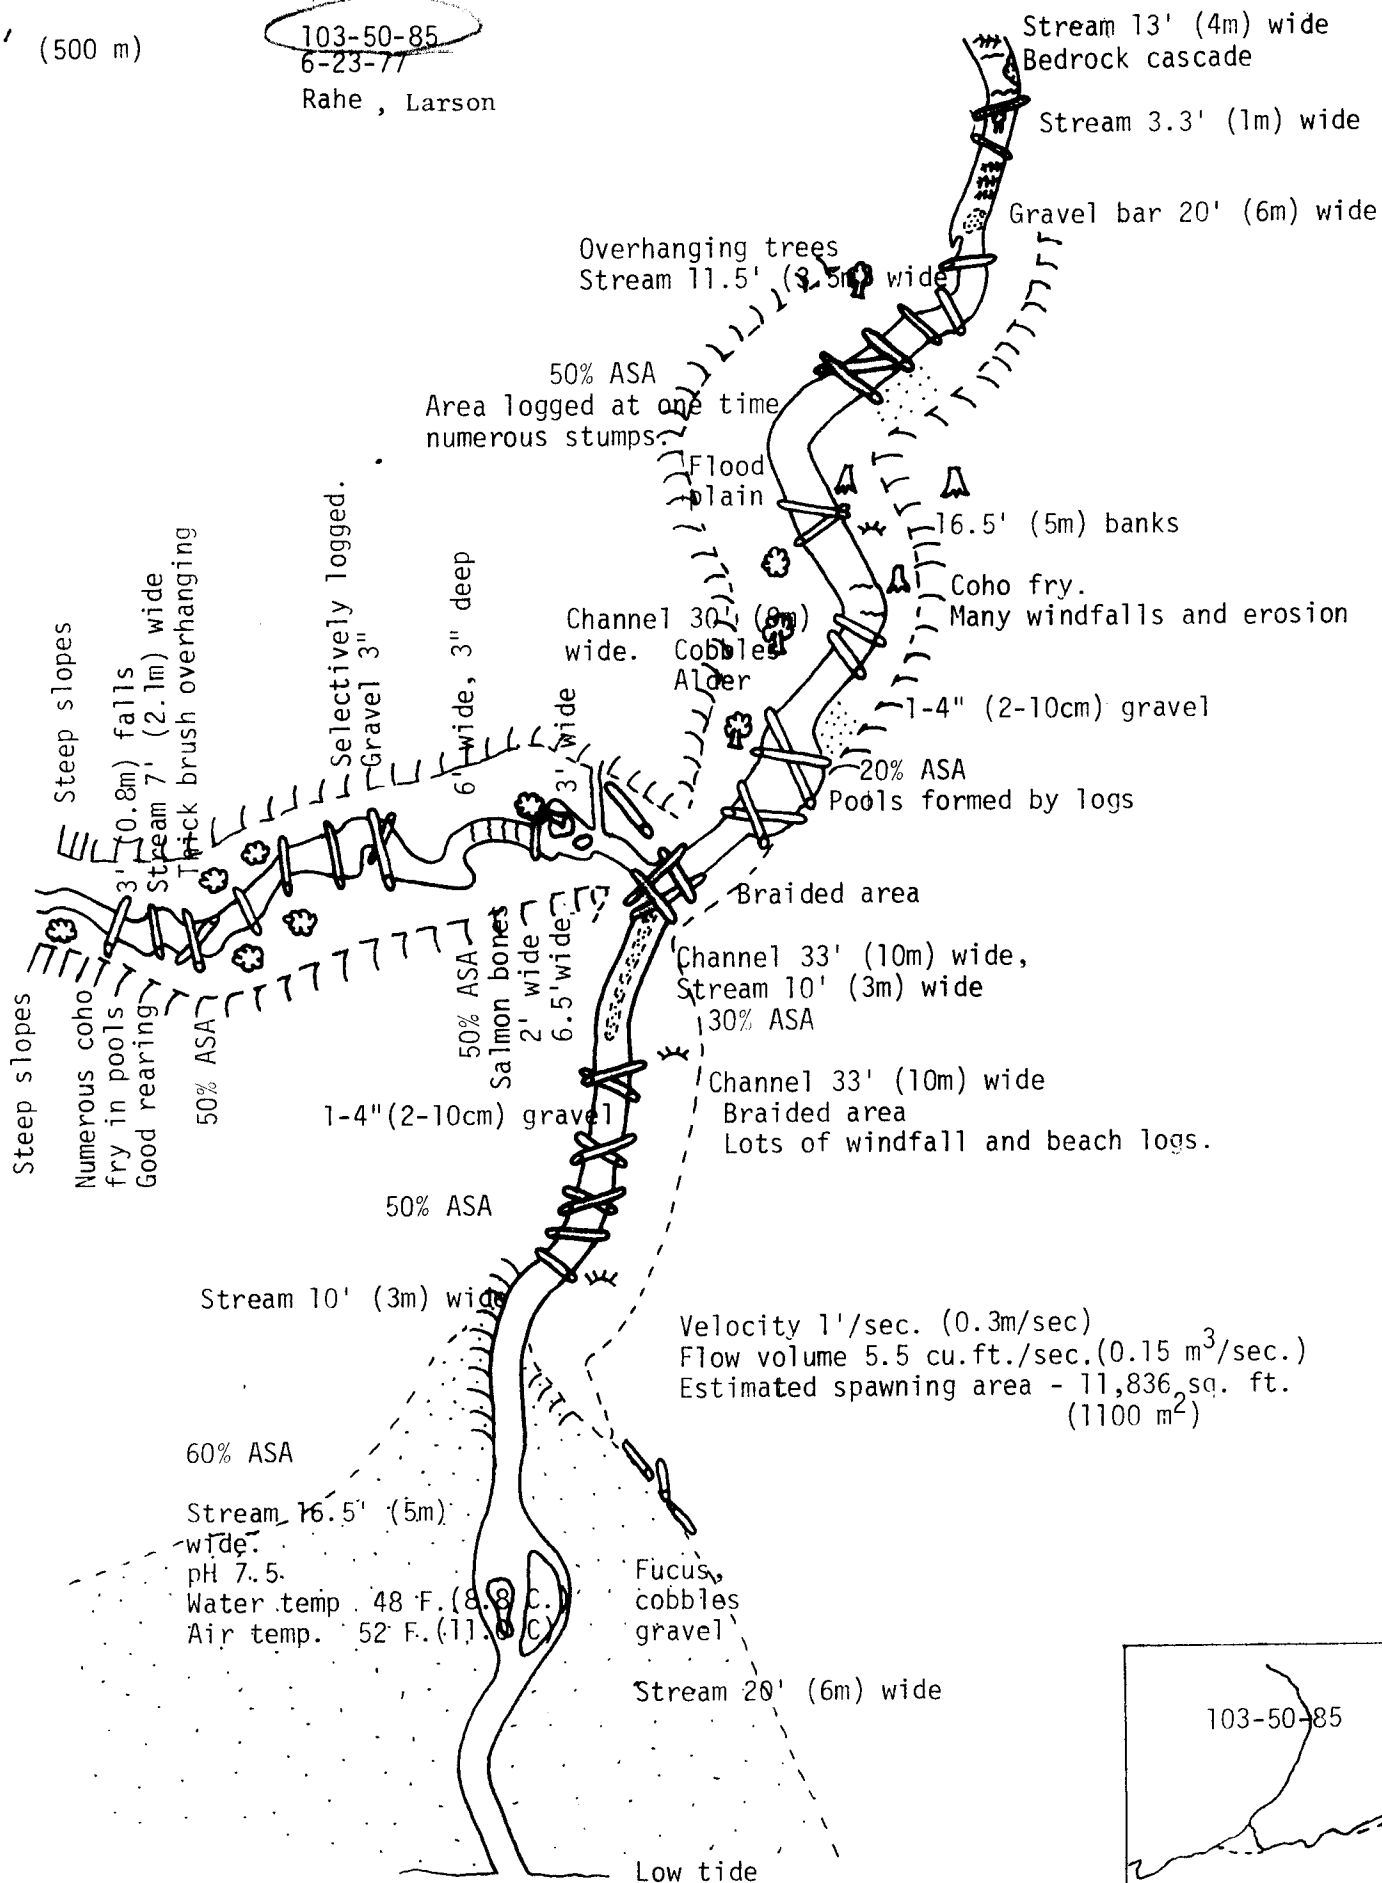 ' (500 m)
103-50-85
6-23-77
Rahe , Larson
Stream 13' (4m) wide
Bedrock cascade
Stream 3.3' (1m) wide
Gravel bar 20' (6m) wide
Overhanging trees
Stream 11.5' (3.5m) wide
50% ASA
Area logged at one time
numerous stumps.
Flood
plain
16.5' (5m) banks
Coho fry.
Many windfalls and erosion
Channel 30' (9m)
wide. Cobbles
Alder
1-4" (2-10cm) gravel
20% ASA
Pools formed by logs
Steep slopes
3' (0.8m) falls
Stream 7' (2.1m) wide
Thick brush overhanging
Selectively logged.
Gravel 3"
6' wide, 3" deep
3' wide
Braided area
Channel 33' (10m) wide,
Stream 10' (3m) wide
30% ASA
Steep slopes
Numerous coho
fry in pools
Good rearing
50% ASA
50% ASA
Salmon bones
2' wide
6.5'wide
Channel 33' (10m) wide
Braided area
Lots of windfall and beach logs.
1-4"(2-10cm) gravel
50% ASA
Stream 10' (3m) wide
Velocity 1'/sec. (0.3m/sec)
Flow volume 5.5 cu.ft./sec.(0.15 m³/sec.)
Estimated spawning area - 11,836 sq. ft.
(1100 m²)
60% ASA
Stream 16.5' (5m)
wide.
pH 7.5
Water temp. 48 F.(8.8 C.)
Air temp. 52 F.(11. C)
Fucus,
cobbles
gravel
Stream 20' (6m) wide
103-50-85
Low tide